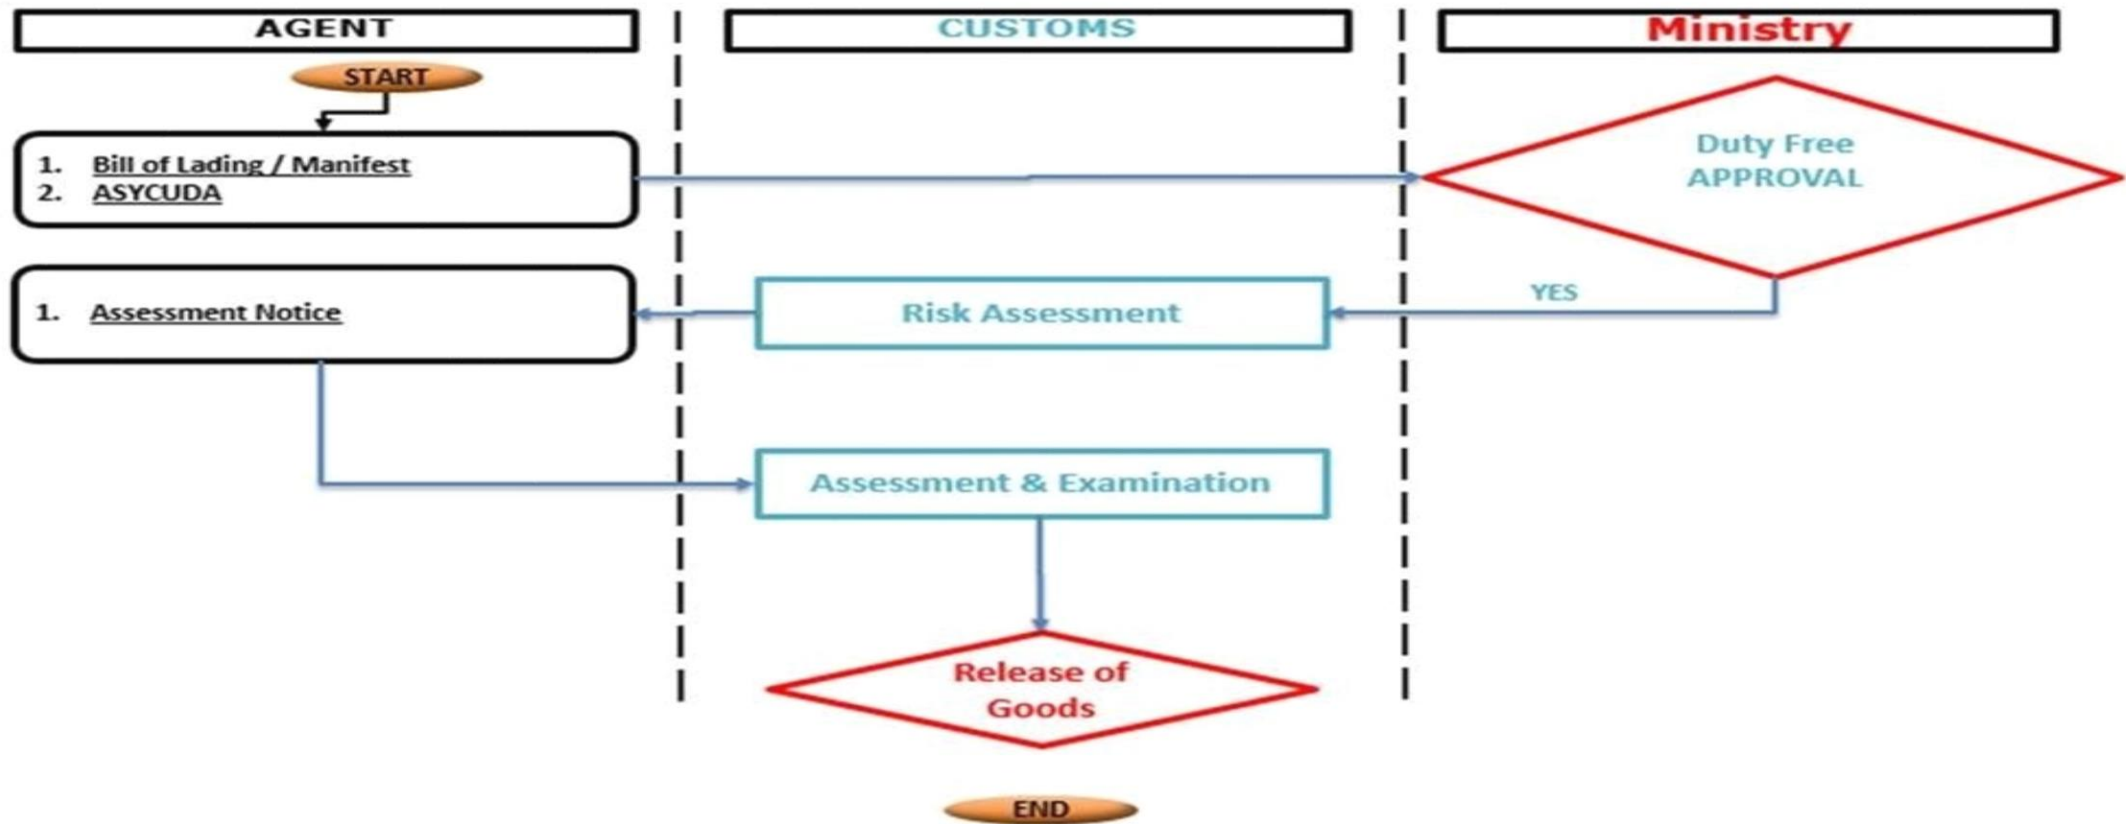 AGENT
CUSTOMS
Ministry
START
1. Bill of Lading / Manifest
2. ASYCUDA
Duty Free
APPROVAL
YES
1. Assessment Notice
Risk Assessment
Assessment & Examination
Release of
Goods
END